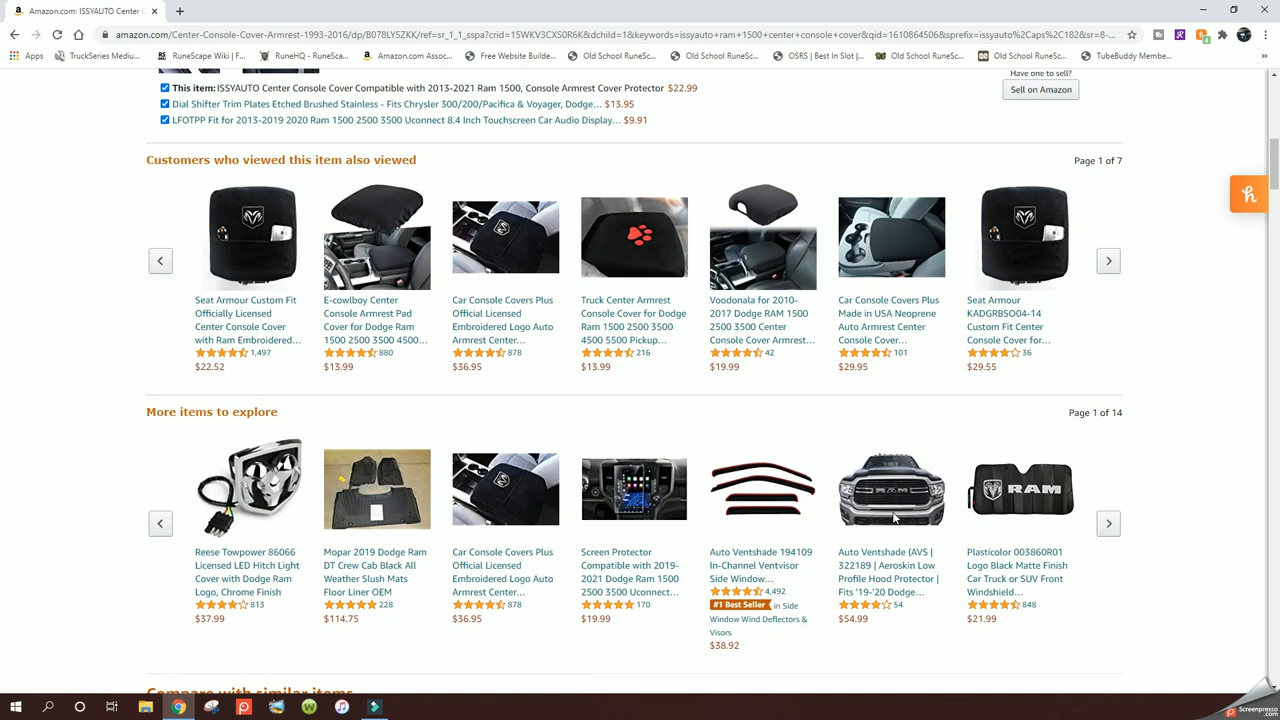 Amazon.com: ISSYAUTO Center C
amazon.com/Center-Console-Cover-Armrest-1993-2016/dp/B078LY5ZKK/ref=sr_1_1_sspa?crid=15WKV3CXS0R6K&dchild=1&keywords=issyauto+ram+1500+center+console+cover&qid=1610864506&sprefix=issyauto%2Caps%2C182&sr=8-...
Apps TruckSeries Medi... RuneScape Wiki | F... RuneHQ - RuneSca... Amazon.com Assoc... Free Website Builde... Old School RuneSc... Old School RuneSc... OSRS | Best In Slot |... Old School RuneSc... Old School RuneSc... TubeBuddy Membe...
Have one to sell?
Sell on Amazon
This item: ISSYAUTO Center Console Cover Compatible with 2013-2021 Ram 1500, Console Armrest Cover Protector $22.99
Dial Shifter Trim Plates Etched Brushed Stainless - Fits Chrysler 300/200/Pacifica & Voyager, Dodge... $13.95
LFOTPP Fit for 2013-2019 2020 Ram 1500 2500 3500 Uconnect 8.4 Inch Touchscreen Car Audio Display... $9.91
Customers who viewed this item also viewed
Page 1 of 7
Seat Armour Custom Fit
Officially Licensed
Center Console Cover
with Ram Embroidered...
1,497
$22.52
E-cowlboy Center
Console Armrest Pad
Cover for Dodge Ram
1500 2500 3500 4500...
880
$13.99
Car Console Covers Plus
Official Licensed
Embroidered Logo Auto
Armrest Center...
878
$36.95
Truck Center Armrest
Console Cover for Dodge
Ram 1500 2500 3500
4500 5500 Pickup...
216
$13.99
Voodonala for 2010-
2017 Dodge RAM 1500
2500 3500 Center
Console Cover Armrest...
42
$19.99
Car Console Covers Plus
Made in USA Neoprene
Auto Armrest Center
Console Cover...
101
$29.95
Seat Armour
KADGRBSO04-14
Custom Fit Center
Console Cover for...
36
$29.55
More items to explore
Page 1 of 14
RAM
RAM
Reese Towpower 86066
Licensed LED Hitch Light
Cover with Dodge Ram
Logo, Chrome Finish
813
$37.99
Mopar 2019 Dodge Ram
DT Crew Cab Black All
Weather Slush Mats
Floor Liner OEM
228
$114.75
Car Console Covers Plus
Official Licensed
Embroidered Logo Auto
Armrest Center...
878
$36.95
Screen Protector
Compatible with 2019-
2021 Dodge Ram 1500
2500 3500 Uconnect...
170
$19.99
Auto Ventshade 194109
In-Channel Ventvisor
Side Window...
4,492
#1 Best Seller in Side
Window Wind Deflectors &
Visors
$38.92
Auto Ventshade (AVS |
322189 | Aeroskin Low
Profile Hood Protector |
Fits '19-'20 Dodge...
54
$54.99
Plasticolor 003860R01
Logo Black Matte Finish
Car Truck or SUV Front
Windshield...
848
$21.99
Compare with similar items
Screenpresso
.com